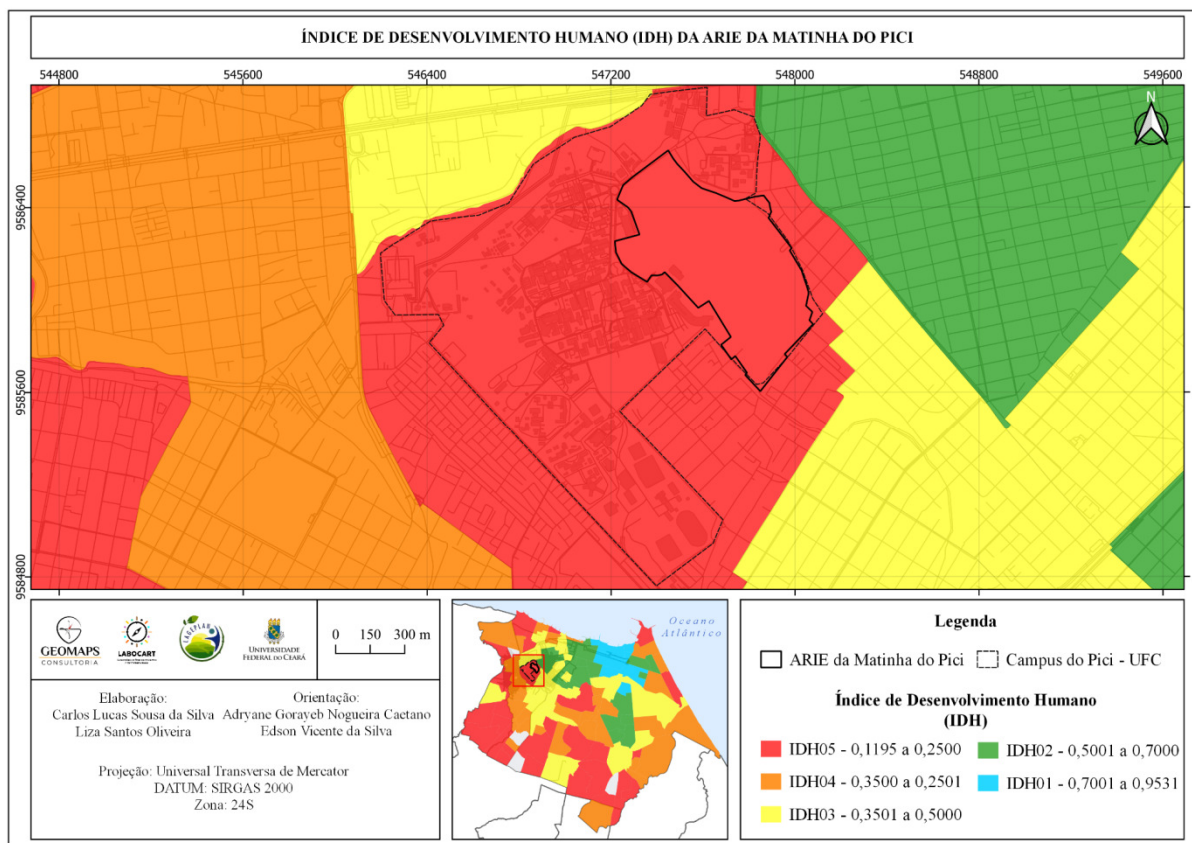 ÍNDICE DE DESENVOLVIMENTO HUMANO (IDH) DA ARIE DA MATINHA DO PICI
544800 545600 546400 547200 548000 548800 549600
N
9586400
9585600
9584800
GEOMAPS
CONSULTORIA
LABOCART
LAGEPLAN
UNIVERSIDADE
FEDERAL DO CEARÁ
0 150 300 m
Elaboração:
Carlos Lucas Sousa da Silva
Liza Santos Oliveira
Orientação:
Adryane Gorayeb Nogueira Caetano
Edson Vicente da Silva
Projeção: Universal Transversa de Mercator
DATUM: SIRGAS 2000
Zona: 24S
Oceano
Atlântico
Legenda
ARIE da Matinha do Pici
Campus do Pici - UFC
Índice de Desenvolvimento Humano
(IDH)
IDH05 - 0,1195 a 0,2500
IDH04 - 0,3500 a 0,2501
IDH03 - 0,3501 a 0,5000
IDH02 - 0,5001 a 0,7000
IDH01 - 0,7001 a 0,9531